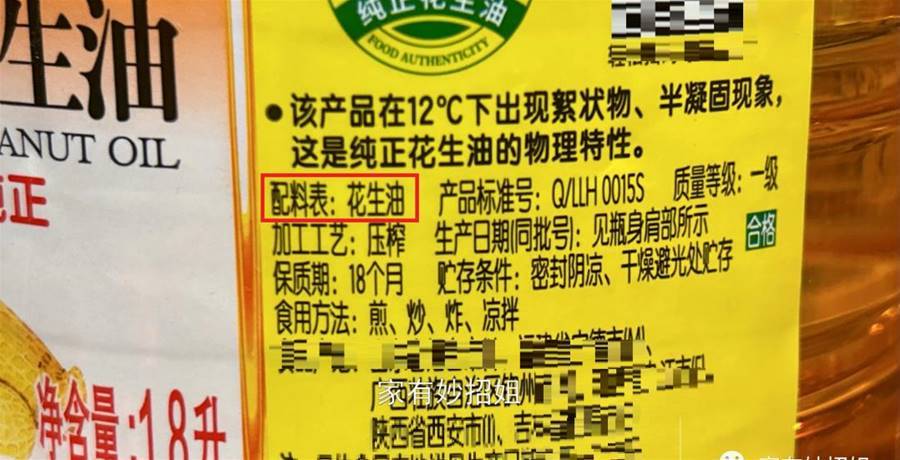 纯正花生油
FOOD AUTHENTICITY
生油
ANUT OIL
纯正
●该产品在12℃下出现絮状物、半凝固现象，
这是纯正花生油的物理特性。
配料表：花生油 产品标准号：Q/LLH 0015S 质量等级：一级
加工工艺：压榨 生产日期(同批号)：见瓶身肩部所示
合格
保质期：18个月 贮存条件：密封阴凉、干燥避光处贮存
食用方法：煎、炒、炸、凉拌
广西
家有妙招姐
陕西省西安市(I)、吉
净含量：1.8升